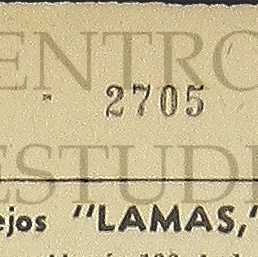 ENTRO
2705
ESTUDI
ejos "LAMAS,"